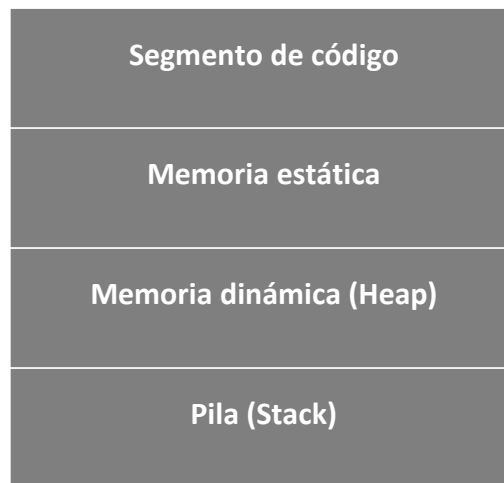 Segmento de código
Memoria estática
Memoria dinámica (Heap)
Pila (Stack)